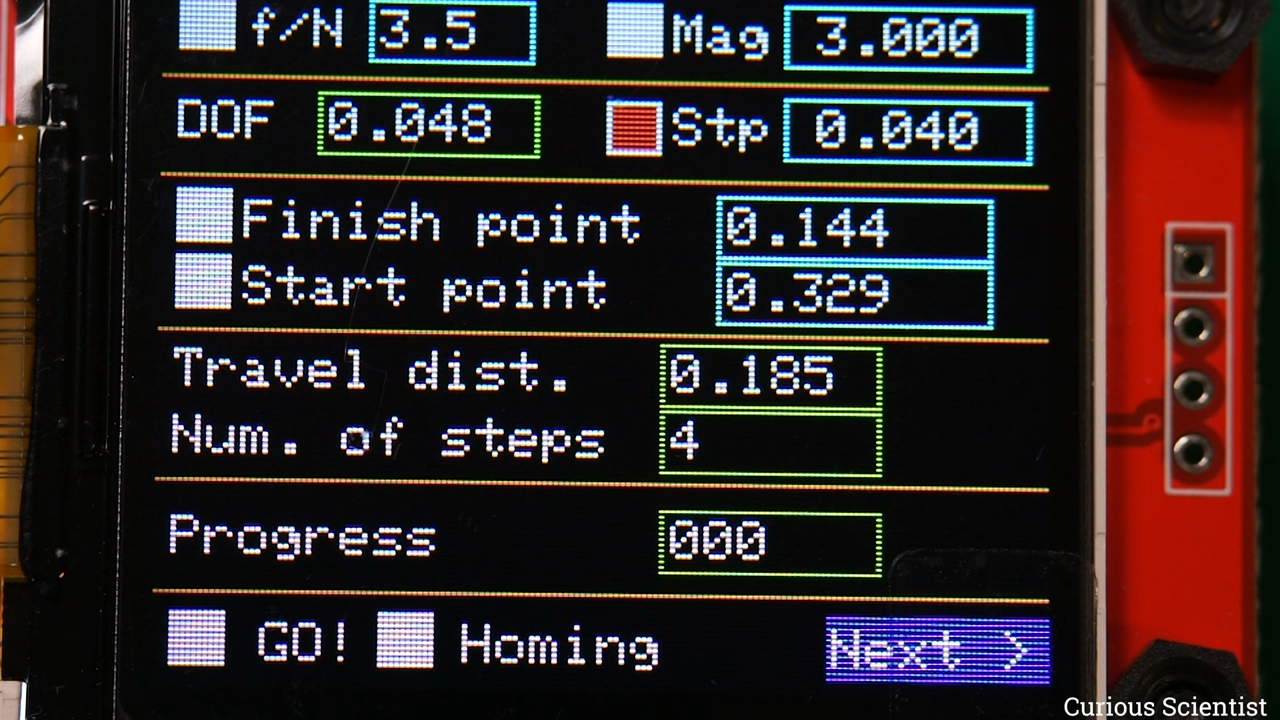 f/N 3.5 Mag 3.000
DOF 0.048 Stp 0.040
Finish point 0.144
Start point 0.329
Travel dist. 0.185
Num. of steps 4
Progress 000
GO! Homing Next >
Curious Scientist